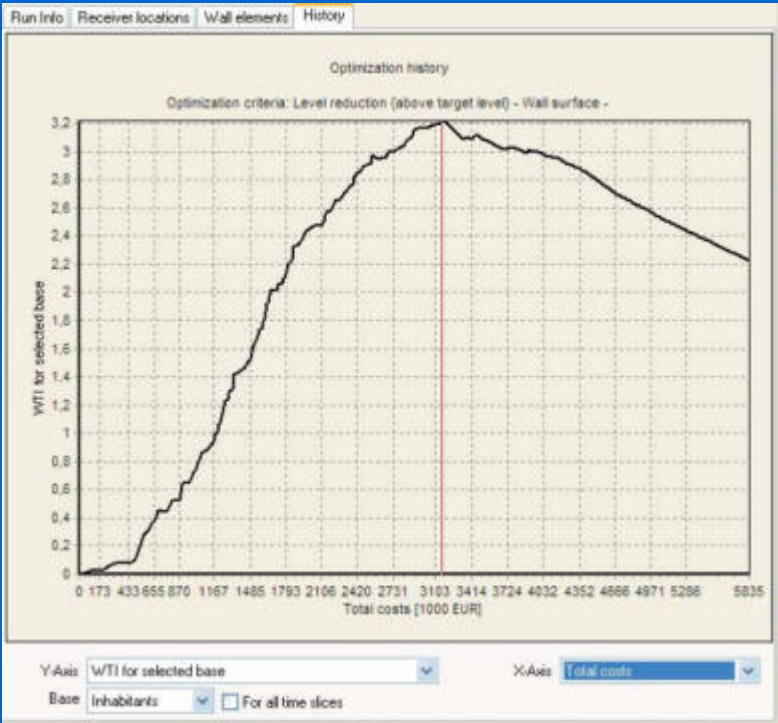 Run Info Receiver locations Wall elements History
Optimization history
Optimization criteria: Level reduction (above target level) - Wall surface -
3,2
3
2,8
2,6
2,4
2,2
2
1,8
1,6
1,4
1,2
1
0,8
0,6
0,4
0,2
0
WTI for selected base
0 173 433 655 870 1167 1485 1793 2106 2420 2731 3103 3414 3724 4032 4352 4666 4971 5286 5835
Total costs [1000 EUR]
Y-Axis WTI for selected base X-Axis Total costs
Base Inhabitants For all time slices